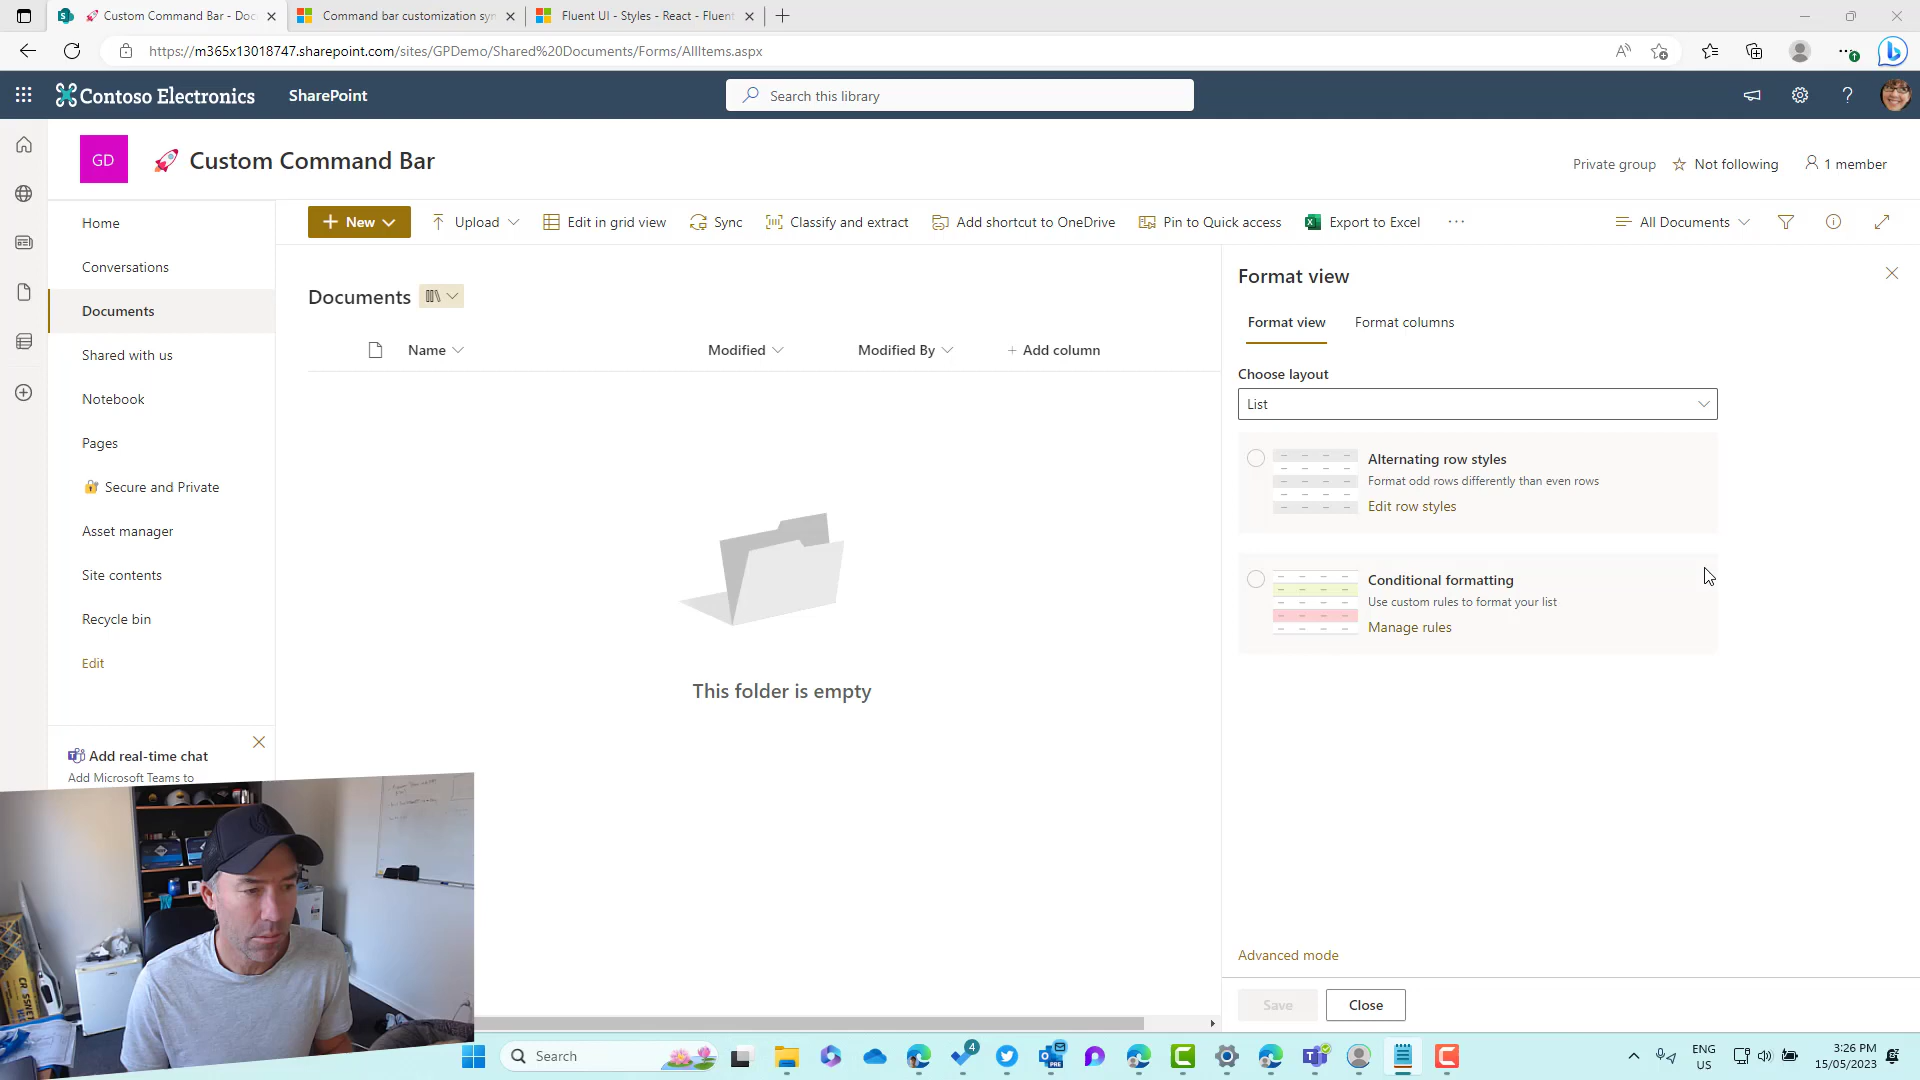 Custom Command Bar - Doc
Command bar customization syn
Fluent UI - Styles - React - Fluent
https://m365x13018747.sharepoint.com/sites/GPDemo/Shared%20Documents/Forms/AllItems.aspx
Contoso Electronics
SharePoint
Search this library
GD
Custom Command Bar
Private group
Not following
1 member
Home
Conversations
Documents
Shared with us
Notebook
Pages
Secure and Private
Asset manager
Site contents
Recycle bin
Edit
Add real-time chat
Add Microsoft Teams to
New
Upload
Edit in grid view
Sync
Classify and extract
Add shortcut to OneDrive
Pin to Quick access
Export to Excel
All Documents
Documents
Name
Modified
Modified By
Add column
This folder is empty
Format view
Format view
Format columns
Choose layout
List
Alternating row styles
Format odd rows differently than even rows
Edit row styles
Conditional formatting
Use custom rules to format your list
Manage rules
Advanced mode
Save
Close
Search
4
PRE
ENG
US
3:26 PM
15/05/2023